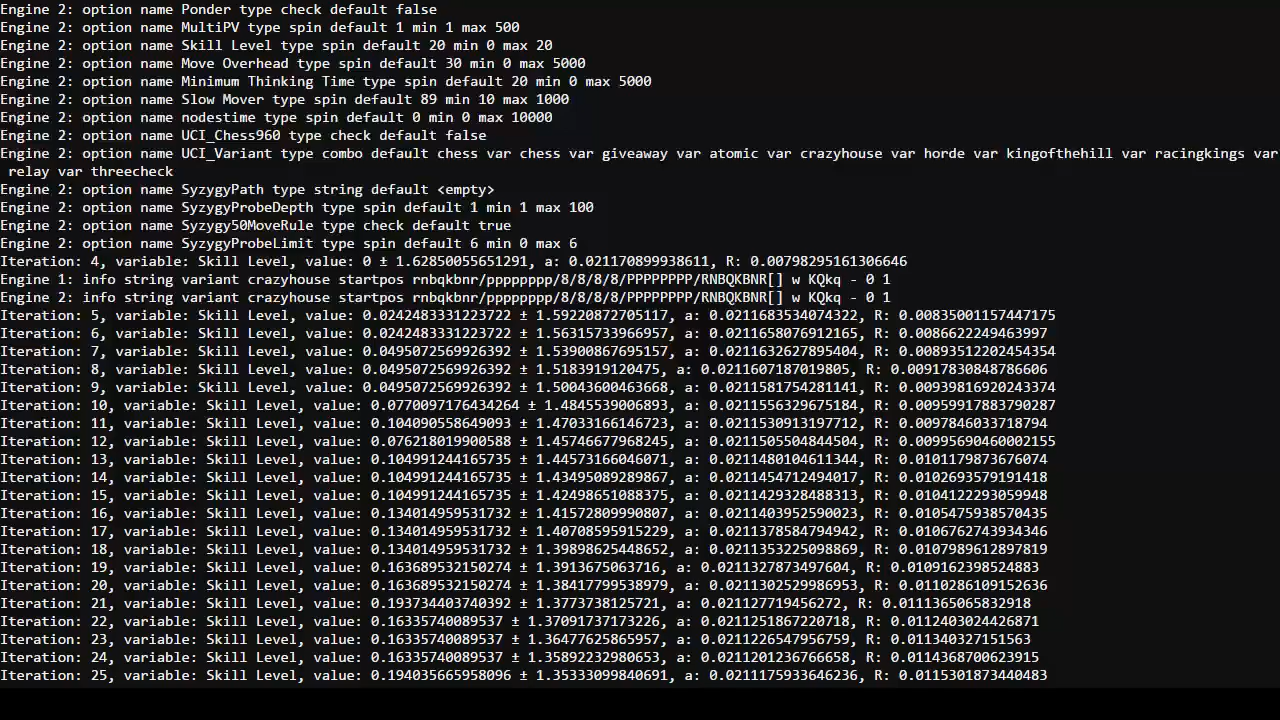 Engine 2: option name Ponder type check default false
Engine 2: option name MultiPV type spin default 1 min 1 max 500
Engine 2: option name Skill Level type spin default 20 min 0 max 20
Engine 2: option name Move Overhead type spin default 30 min 0 max 5000
Engine 2: option name Minimum Thinking Time type spin default 20 min 0 max 5000
Engine 2: option name Slow Mover type spin default 89 min 10 max 1000
Engine 2: option name nodestime type spin default 0 min 0 max 10000
Engine 2: option name UCI_Chess960 type check default false
Engine 2: option name UCI_Variant type combo default chess var chess var giveaway var atomic var crazyhouse var horde var kingofthehill var racingkings var
relay var threecheck
Engine 2: option name SyzygyPath type string default <empty>
Engine 2: option name SyzygyProbeDepth type spin default 1 min 1 max 100
Engine 2: option name Syzygy50MoveRule type check default true
Engine 2: option name SyzygyProbeLimit type spin default 6 min 0 max 6
Iteration: 4, variable: Skill Level, value: 0 ± 1.62850055651291, a: 0.021170899938611, R: 0.00798295161306646
Engine 1: info string variant crazyhouse startpos rnbqkbnr/pppppppp/8/8/8/8/PPPPPPPP/RNBQKBNR[] w KQkq - 0 1
Engine 2: info string variant crazyhouse startpos rnbqkbnr/pppppppp/8/8/8/8/PPPPPPPP/RNBQKBNR[] w KQkq - 0 1
Iteration: 5, variable: Skill Level, value: 0.0242483331223722 ± 1.59220872705117, a: 0.0211683534074322, R: 0.00835001157447175
Iteration: 6, variable: Skill Level, value: 0.0242483331223722 ± 1.56315733966957, a: 0.0211658076912165, R: 0.0086622249463997
Iteration: 7, variable: Skill Level, value: 0.0495072569926392 ± 1.53900867695157, a: 0.0211632627895404, R: 0.00893512202454354
Iteration: 8, variable: Skill Level, value: 0.0495072569926392 ± 1.5183919120475, a: 0.0211607187019805, R: 0.00917830848786606
Iteration: 9, variable: Skill Level, value: 0.0495072569926392 ± 1.50043600463668, a: 0.0211581754281141, R: 0.00939816920243374
Iteration: 10, variable: Skill Level, value: 0.0770097176434264 ± 1.4845539006893, a: 0.0211556329675184, R: 0.00959917883790287
Iteration: 11, variable: Skill Level, value: 0.104090558649093 ± 1.47033166146723, a: 0.0211530913197712, R: 0.0097846033718794
Iteration: 12, variable: Skill Level, value: 0.076218019900588 ± 1.45746677968245, a: 0.0211505504844504, R: 0.00995690460002155
Iteration: 13, variable: Skill Level, value: 0.104991244165735 ± 1.44573166046071, a: 0.0211480104611344, R: 0.0101179873676074
Iteration: 14, variable: Skill Level, value: 0.104991244165735 ± 1.43495089289867, a: 0.0211454712494017, R: 0.0102693579191418
Iteration: 15, variable: Skill Level, value: 0.104991244165735 ± 1.42498651088375, a: 0.0211429328488313, R: 0.0104122293059948
Iteration: 16, variable: Skill Level, value: 0.134014959531732 ± 1.41572809990807, a: 0.0211403952590023, R: 0.0105475938570435
Iteration: 17, variable: Skill Level, value: 0.134014959531732 ± 1.40708595915229, a: 0.0211378584794942, R: 0.0106762743934346
Iteration: 18, variable: Skill Level, value: 0.134014959531732 ± 1.39898625448652, a: 0.0211353225098869, R: 0.0107989612897819
Iteration: 19, variable: Skill Level, value: 0.163689532150274 ± 1.3913675063716, a: 0.0211327873497604, R: 0.0109162398524883
Iteration: 20, variable: Skill Level, value: 0.163689532150274 ± 1.38417799538979, a: 0.0211302529986953, R: 0.0110286109152636
Iteration: 21, variable: Skill Level, value: 0.193734403740392 ± 1.3773738125721, a: 0.021127719456272, R: 0.0111365065832918
Iteration: 22, variable: Skill Level, value: 0.16335740089537 ± 1.37091737173226, a: 0.0211251867220718, R: 0.0112403024426871
Iteration: 23, variable: Skill Level, value: 0.16335740089537 ± 1.36477625865957, a: 0.0211226547956759, R: 0.011340327151563
Iteration: 24, variable: Skill Level, value: 0.16335740089537 ± 1.35892232980653, a: 0.0211201236766658, R: 0.0114368700623915
Iteration: 25, variable: Skill Level, value: 0.194035665958096 ± 1.35333099840691, a: 0.0211175933646236, R: 0.0115301873440483